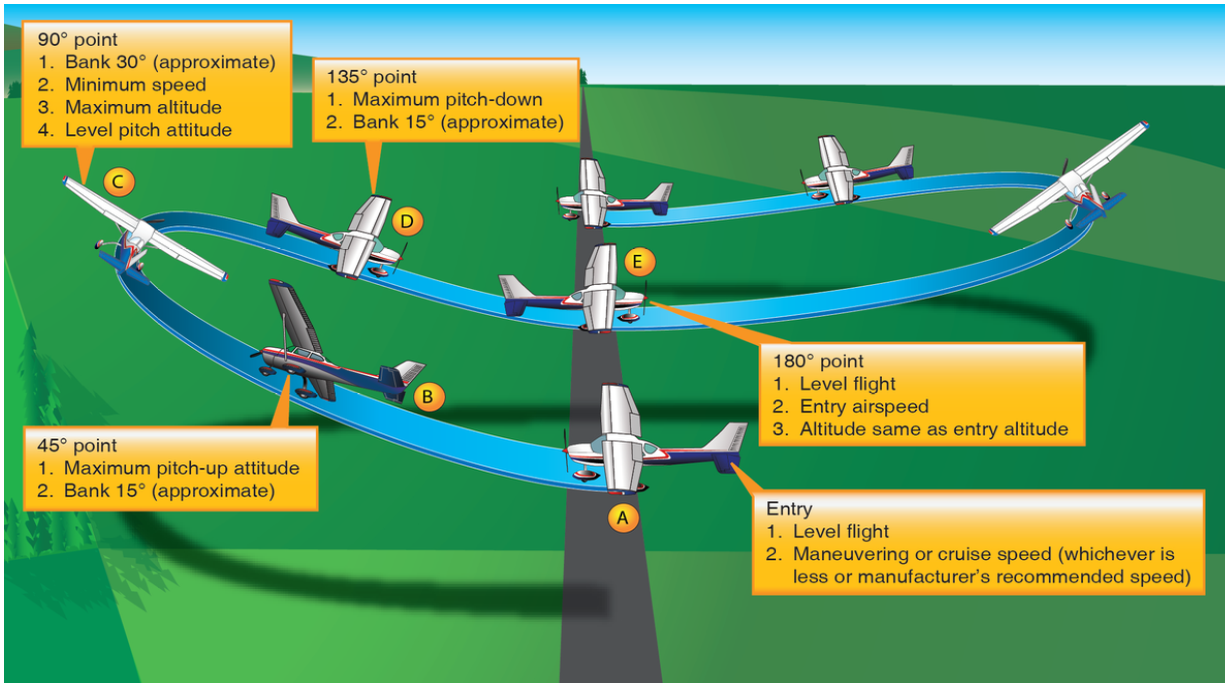 90° point
1. Bank 30° (approximate)
2. Minimum speed
3. Maximum altitude
4. Level pitch attitude
135° point
1. Maximum pitch-down
2. Bank 15° (approximate)
C
D
E
180° point
1. Level flight
2. Entry airspeed
3. Altitude same as entry altitude
B
45° point
1. Maximum pitch-up attitude
2. Bank 15° (approximate)
A
Entry
1. Level flight
2. Maneuvering or cruise speed (whichever is
less or manufacturer’s recommended speed)